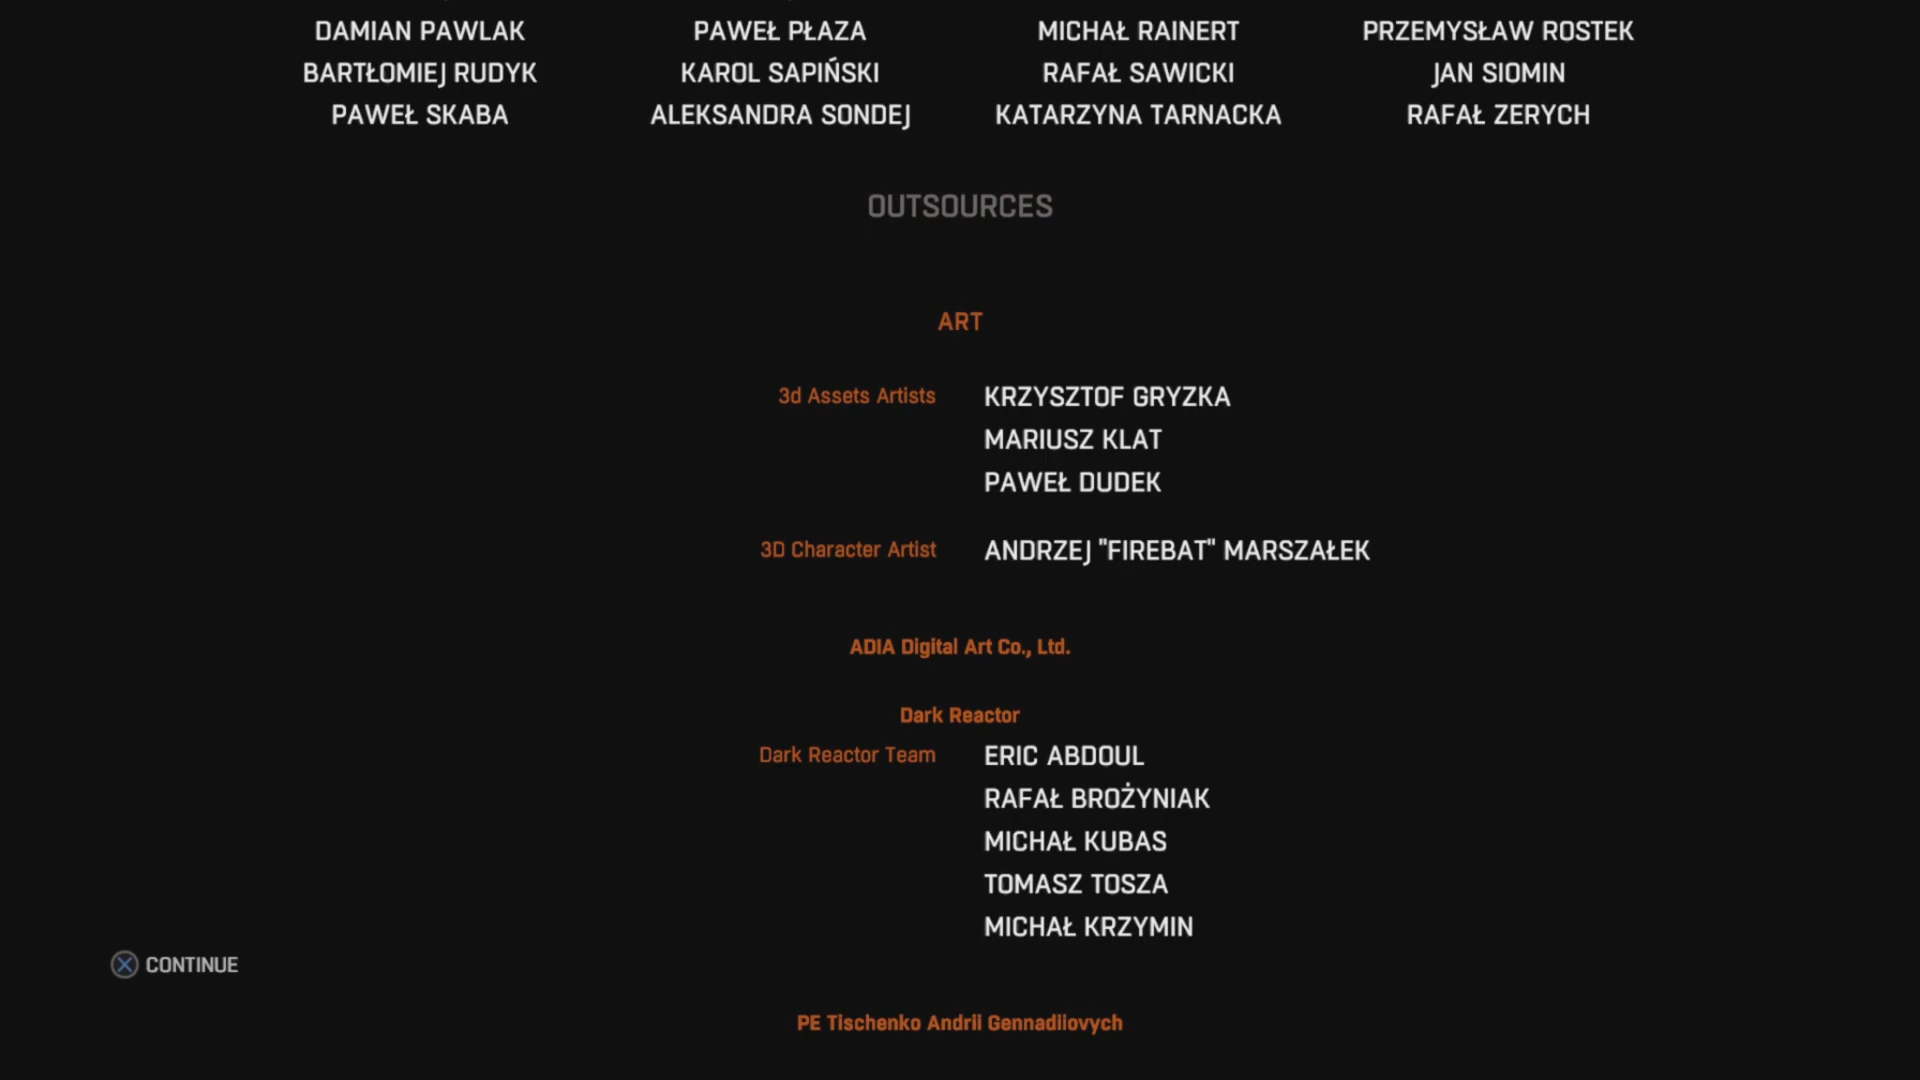 DAMIAN PAWLAK PAWEŁ PŁAZA MICHAŁ RAINERT PRZEMYSŁAW ROSTEK
BARTŁOMIEJ RUDYK KAROL SAPIŃSKI RAFAŁ SAWICKI JAN SIOMIN
PAWEŁ SKABA ALEKSANDRA SONDEJ KATARZYNA TARNACKA RAFAŁ ZERYCH
OUTSOURCES
ART
3d Assets Artists KRZYSZTOF GRYZKA
MARIUSZ KLAT
PAWEŁ DUDEK
3D Character Artist ANDRZEJ "FIREBAT" MARSZAŁEK
ADIA Digital Art Co., Ltd.
Dark Reactor
Dark Reactor Team ERIC ABDOUL
RAFAŁ BROŻYNIAK
MICHAŁ KUBAS
TOMASZ TOSZA
MICHAŁ KRZYMIN
CONTINUE
PE Tischenko Andrii Gennadiiovych